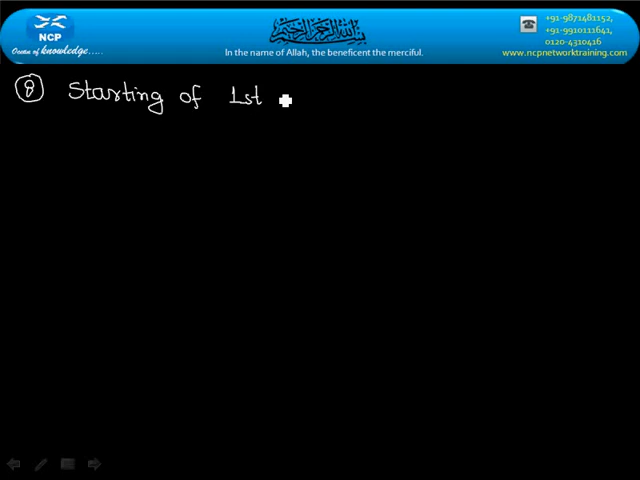 NCP
Ocean of knowledge.....
بسم الله الرحمن الرحيم
In the name of Allah, the beneficent the merciful.
+91-9871481152,
+91-9910111641,
0120-4310416
www.ncpnetworktraining.com
8 Starting of 1st